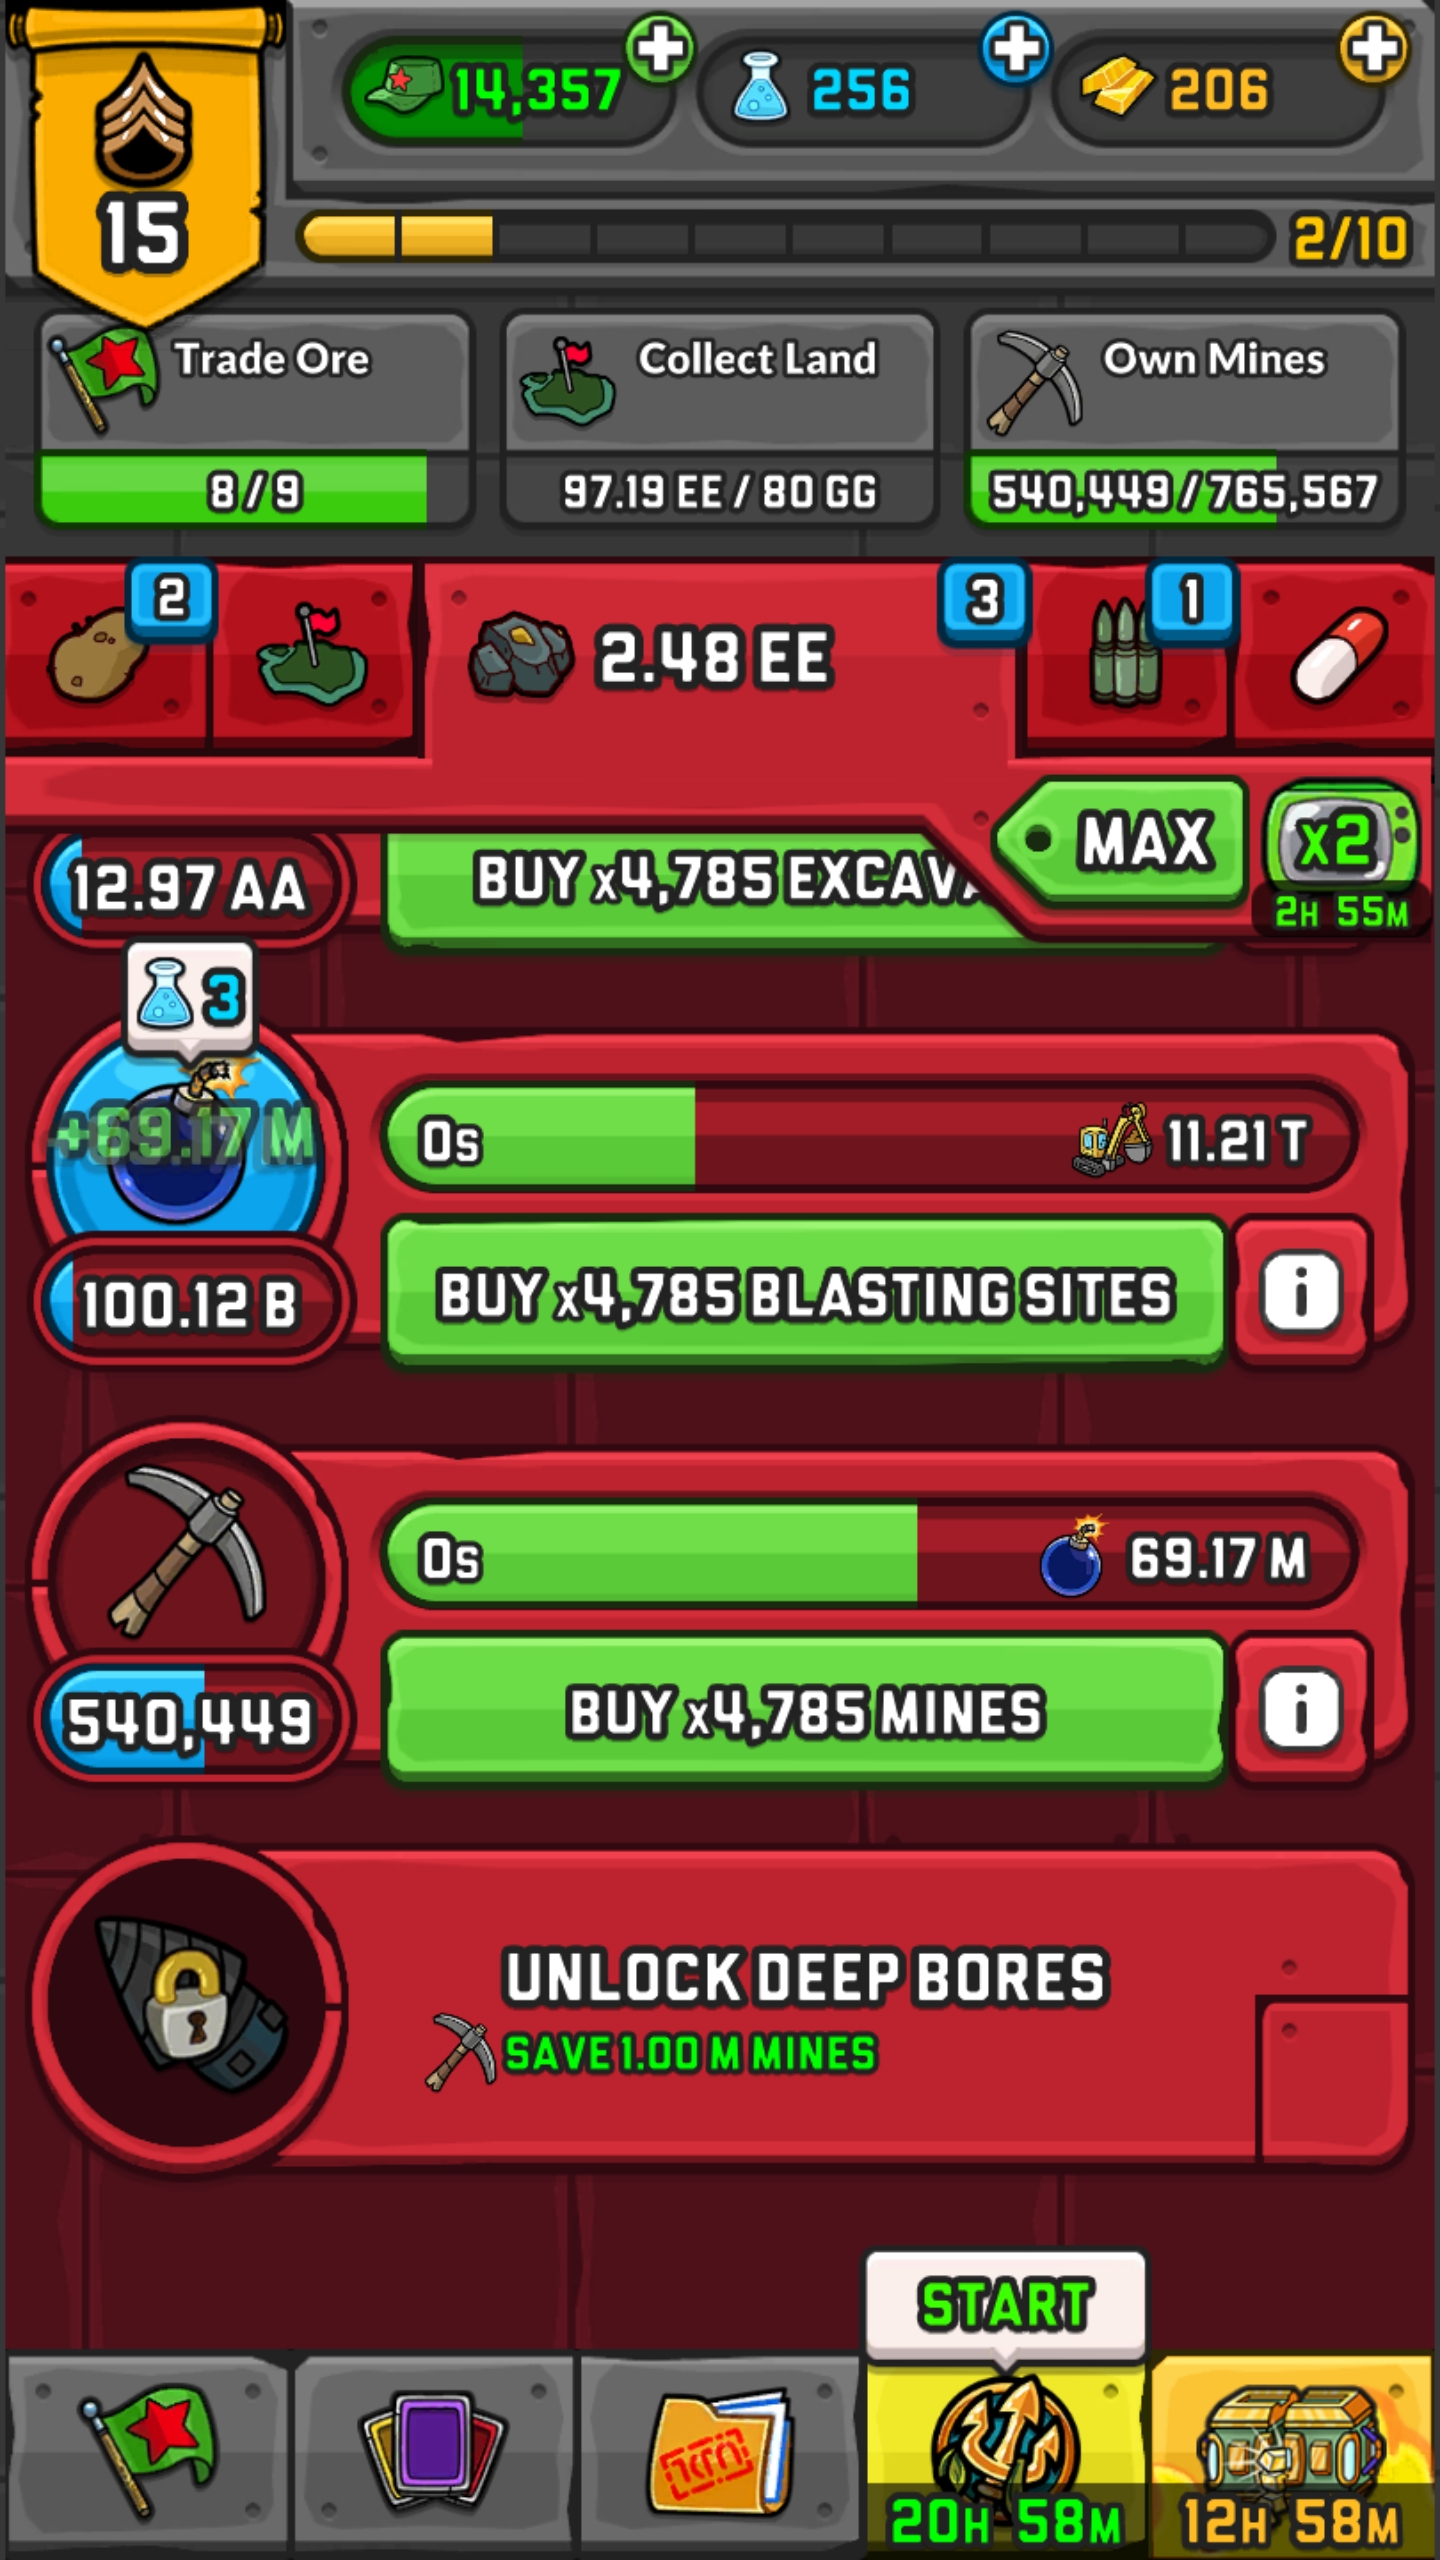 14,357
256
206
15
2/10
Trade Ore
Collect Land
Own Mines
8/9
97.19 EE / 80 GG
540,449/765,567
2
3
1
2.48 EE
MAX
x2
2H 55M
12.97 AA
BUY x4,785
3
+69.17 M
0s
11.21 T
100.12 B
BUY x4,785 BLASTING SITES
i
0s
69.17 M
540,449
BUY x4,785 MINES
i
UNLOCK DEEP BORES
SAVE 1.00 M MINES
START
20H 58M
12H 58M